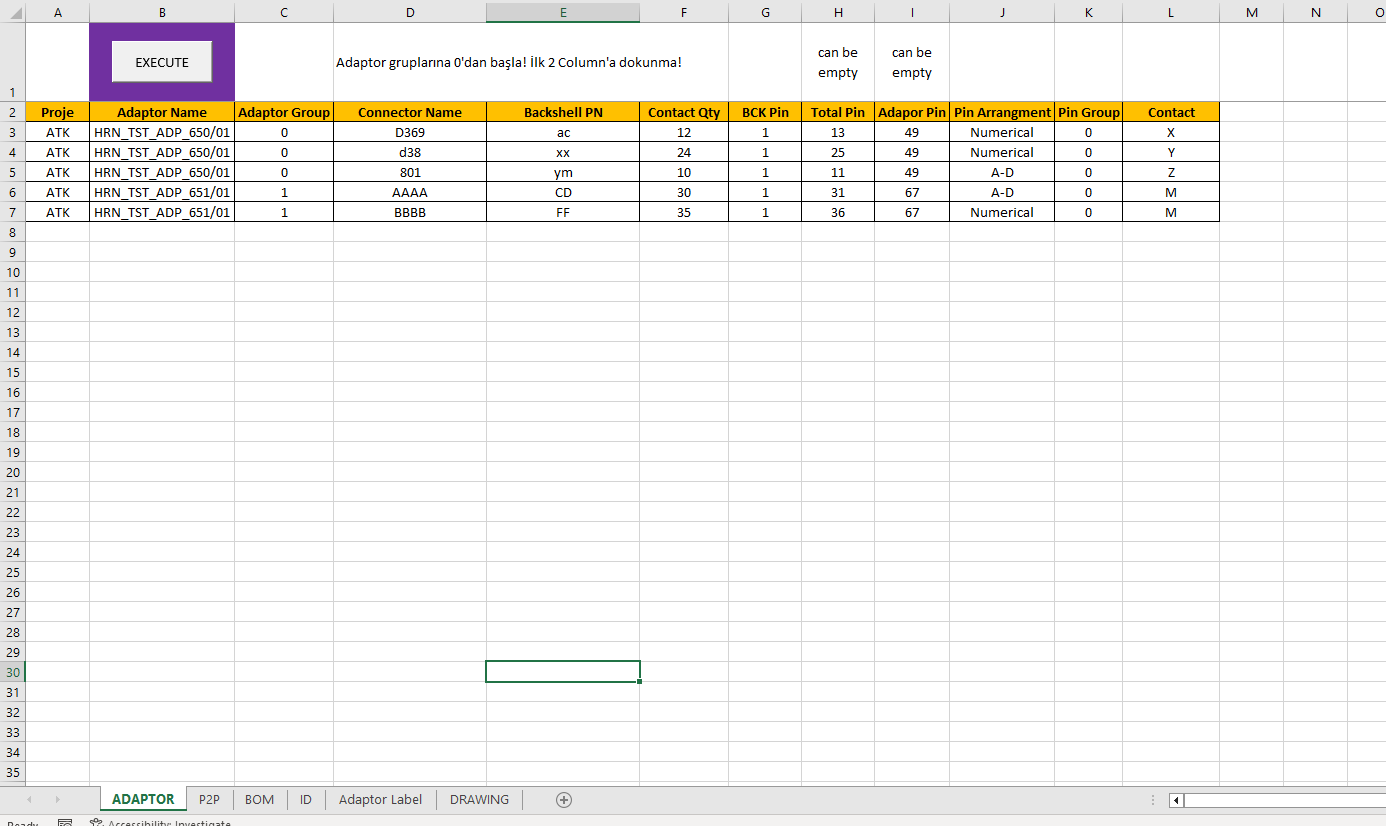 A B C D E F G H I J K L M N O
1 EXECUTE Adaptor gruplarına 0'dan başla! İlk 2 Column'a dokunma! can be empty can be empty
2 Proje Adaptor Name Adaptor Group Connector Name Backshell PN Contact Qty BCK Pin Total Pin Adapor Pin Pin Arrangment Pin Group Contact
3 ATK HRN_TST_ADP_650/01 0 D369 ac 12 1 13 49 Numerical 0 X
4 ATK HRN_TST_ADP_650/01 0 d38 xx 24 1 25 49 Numerical 0 Y
5 ATK HRN_TST_ADP_650/01 0 801 ym 10 1 11 49 A-D 0 Z
6 ATK HRN_TST_ADP_651/01 1 AAAA CD 30 1 31 67 A-D 0 M
7 ATK HRN_TST_ADP_651/01 1 BBBB FF 35 1 36 67 Numerical 0 M
8
9
10
11
12
13
14
15
16
17
18
19
20
21
22
23
24
25
26
27
28
29
30
31
32
33
34
35
ADAPTOR P2P BOM ID Adaptor Label DRAWING
Ready Accessibility: Investigate